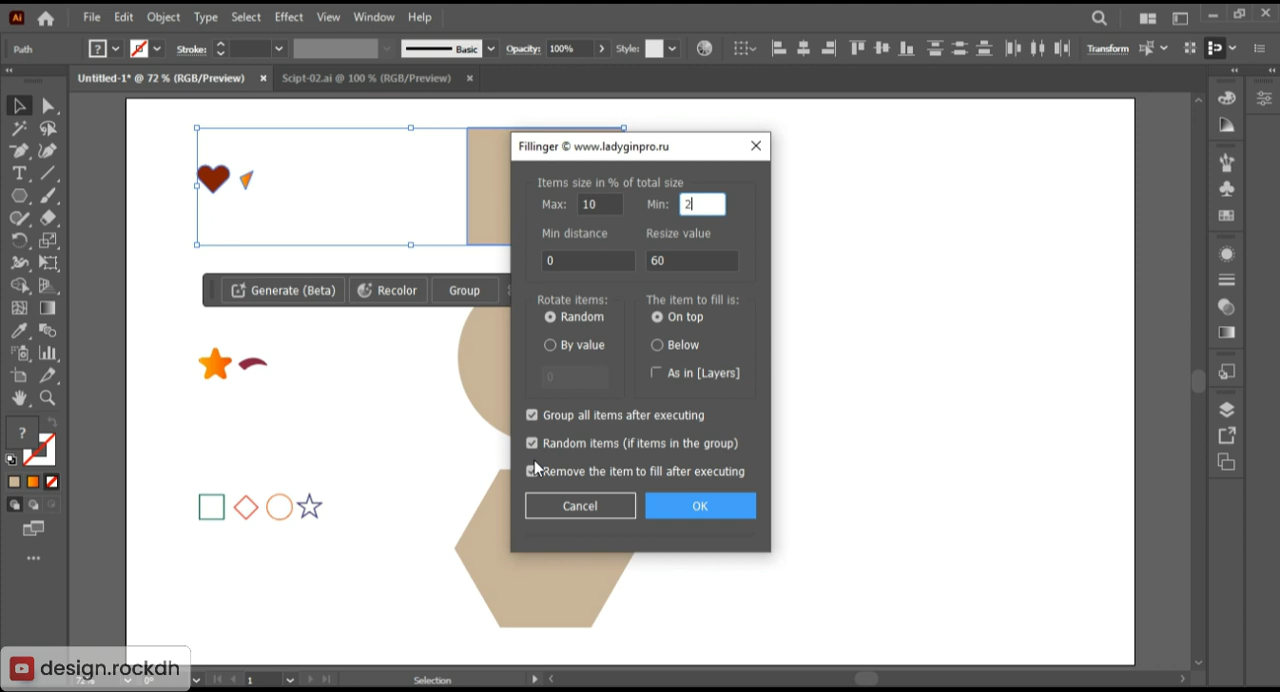 Ai File Edit Object Type Select Effect View Window Help
Path ? Stroke: Basic Opacity: 100% Style: Transform
Untitled-1* @ 72 % (RGB/Preview) × Scipt-02.ai @ 100 % (RGB/Preview) ×
Fillinger © www.ladyginpro.ru
Items size in % of total size
Max: 10 Min: 2
Min distance Resize value
0 60
Rotate items: The item to fill is:
Random On top
By value Below
0 As in [Layers]
Group all items after executing
Random items (if items in the group)
Remove the item to fill after executing
Cancel OK
Generate (Beta) Recolor Group
T
?
design.rockdh
0° 1 Selection